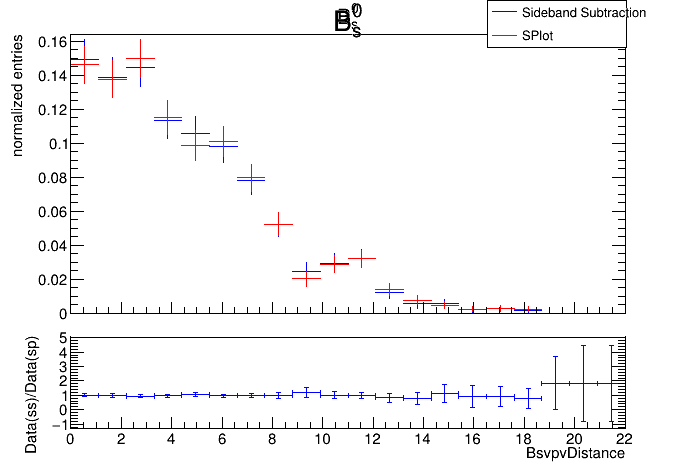 B⁰ₛ
Sideband Subtraction
SPlot
normalized entries
0.16
0.14
0.12
0.1
0.08
0.06
0.04
0.02
0
Data(ss)/Data(sp)
5
4
3
2
1
0
−1
0 2 4 6 8 10 12 14 16 18 20 22
BsvpvDistance